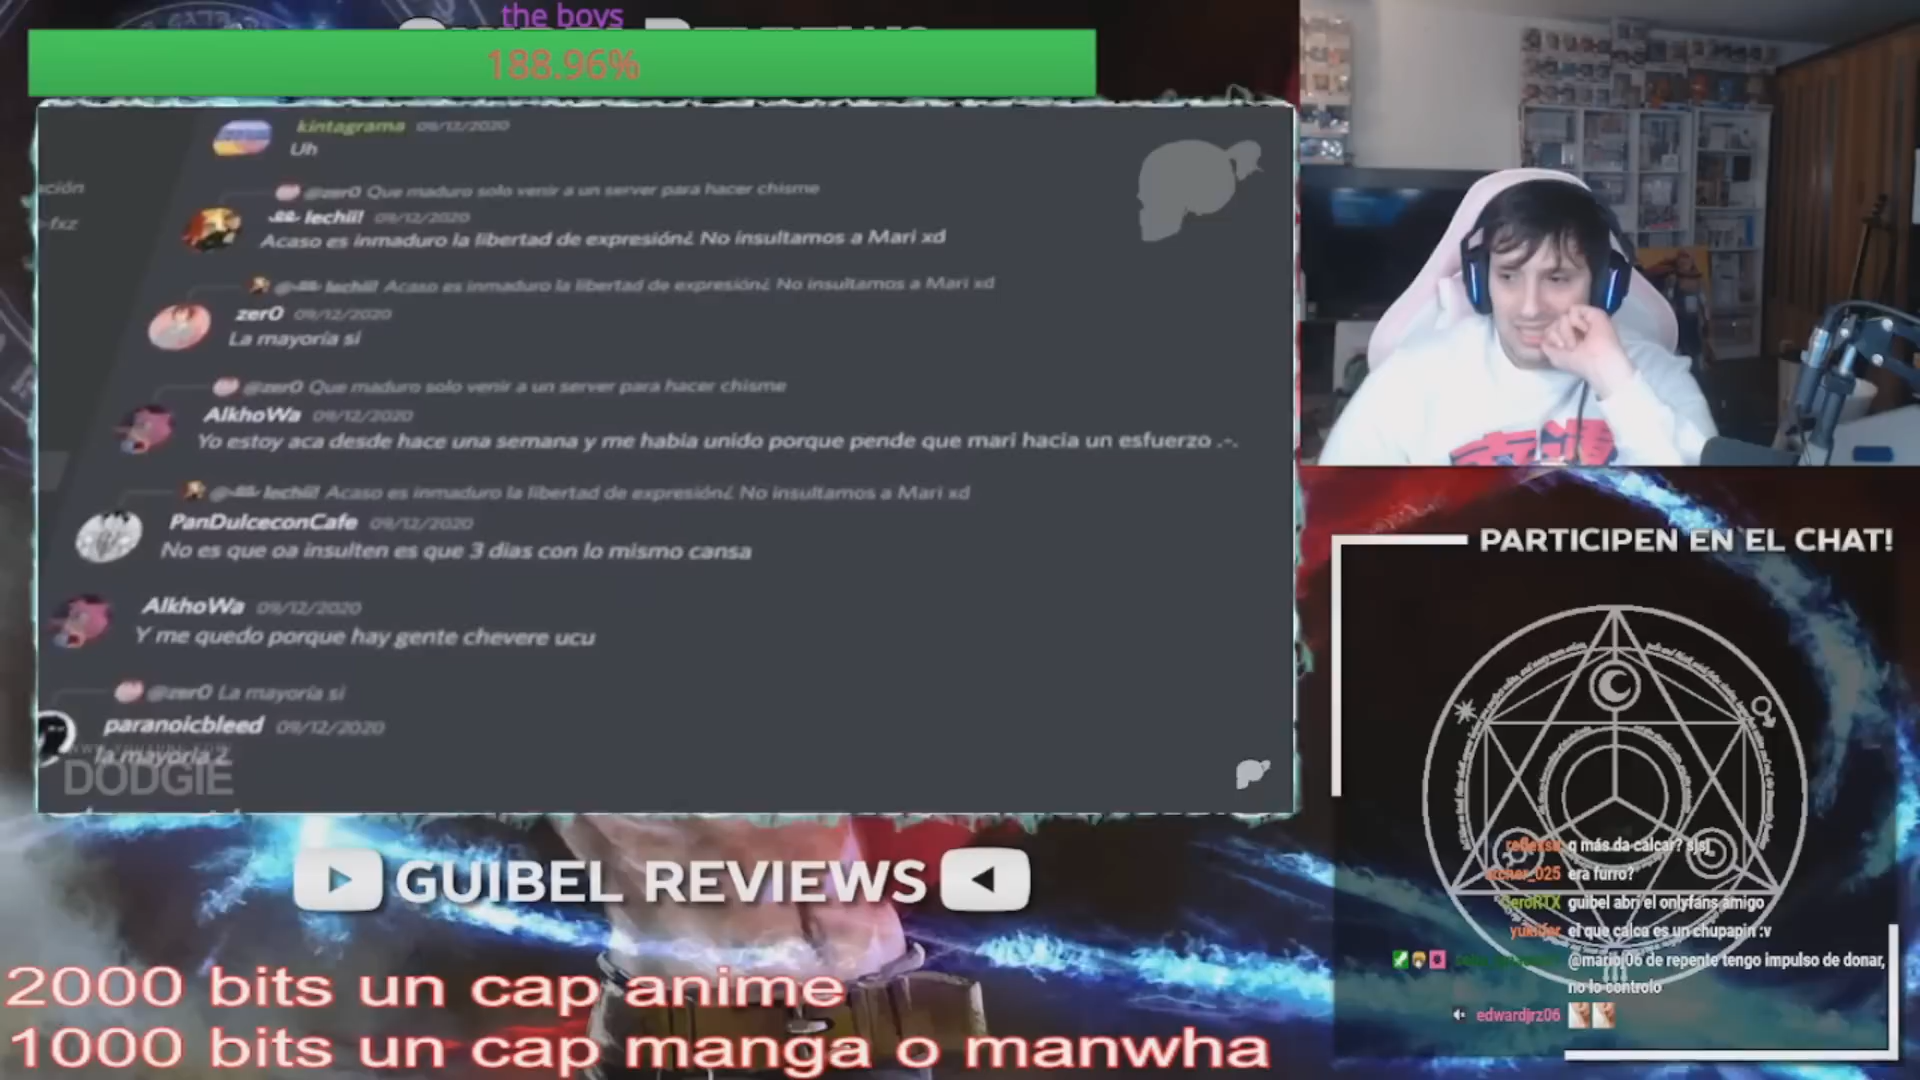 the boys
188.96%
kintagrama 09/12/2020
Uh
ación
-fxz
@zer0 Que maduro solo venir a un server para hacer chisme
lechii! 09/12/2020
Acaso es inmaduro la libertad de expresión¿ No insultamos a Mari xd
lechii! Acaso es inmaduro la libertad de expresión¿ No insultamos a Mari xd
zer0 09/12/2020
La mayoría si
@zer0 Que maduro solo venir a un server para hacer chisme
AlkhoWa 09/12/2020
Yo estoy aca desde hace una semana y me habia unido porque pende que mari hacia un esfuerzo .-.
lechii! Acaso es inmaduro la libertad de expresión¿ No insultamos a Mari xd
PanDulceconCafe 09/12/2020
No es que oa insulten es que 3 dias con lo mismo cansa
AlkhoWa 09/12/2020
Y me quedo porque hay gente chevere ucu
@zer0 La mayoría si
paranoicbleed 09/12/2020
la mayoria 2
DODGIE
GUIBEL REVIEWS
2000 bits un cap anime
1000 bits un cap manga o manwha
PARTICIPEN EN EL CHAT!
q más da calcar? sisi
era furro?
guibel abri el onlyfans amigo
el que calca es un chupapin :v
@mario_j06 de repente tengo impulso de donar,
no lo controlo
edwardjrz06